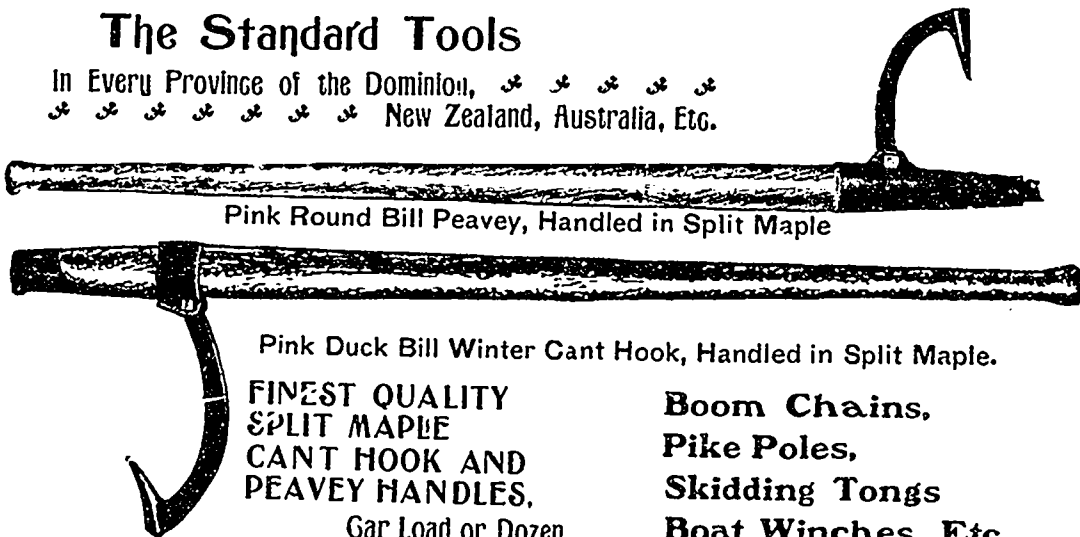 The Standard Tools
In Every Province of the Dominion,
New Zealand, Australia, Etc.
Pink Round Bill Peavey, Handled in Split Maple
Pink Duck Bill Winter Cant Hook, Handled in Split Maple.
FINEST QUALITY
SPLIT MAPLE
CANT HOOK AND
PEAVEY HANDLES,
Car Load or Dozen
Boom Chains,
Pike Poles,
Skidding Tongs
Boat Winches, Etc